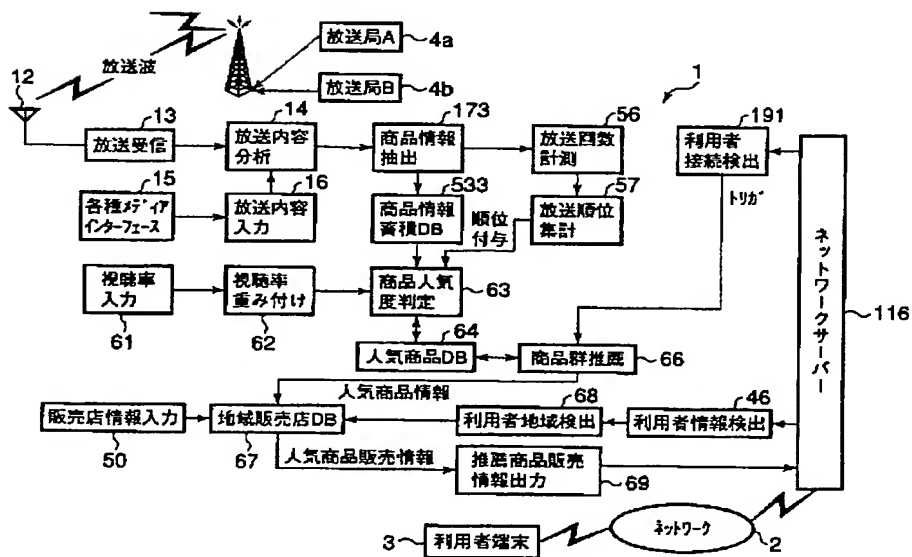 放送局A
4a
放送波
12
放送局B
4b
1
13
14
173
56
191
放送受信
放送内容
分析
商品情報
抽出
放送回数
計測
利用者
接続検出
15
16
533
57
トリガ
各種メディア
インターフェース
放送内容
入力
商品情報
蓄積DB
順位
付与
放送順位
集計
ネットワークサーバー
視聴率
入力
視聴率
重み付け
商品人気
度判定
63
116
61
62
64
人気商品DB
商品群推薦
66
人気商品情報
68
46
販売店情報入力
地域販売店DB
利用者地域検出
利用者情報検出
50
67
人気商品販売情報
推薦商品販売
情報出力
69
3
利用者端末
ネットワーク
2